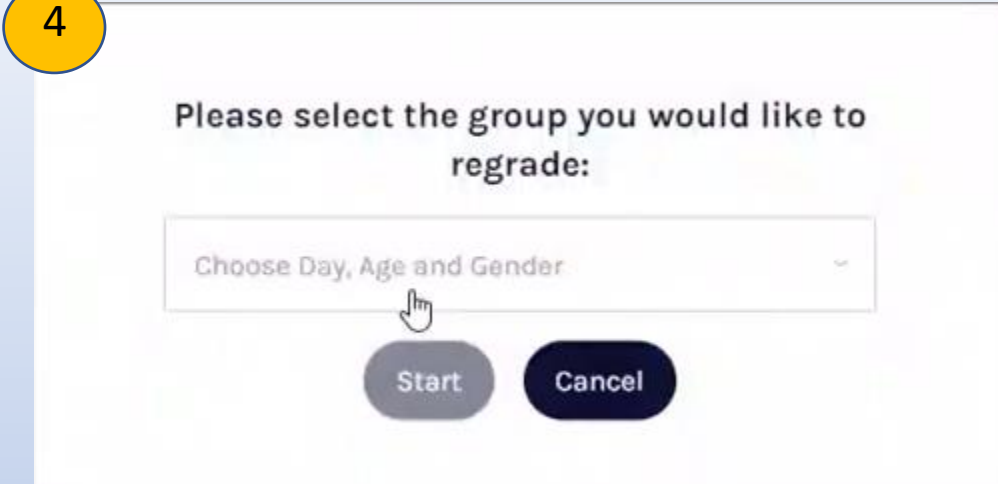 4
Please select the group you would like to
regrade:
Choose Day, Age and Gender
Start Cancel